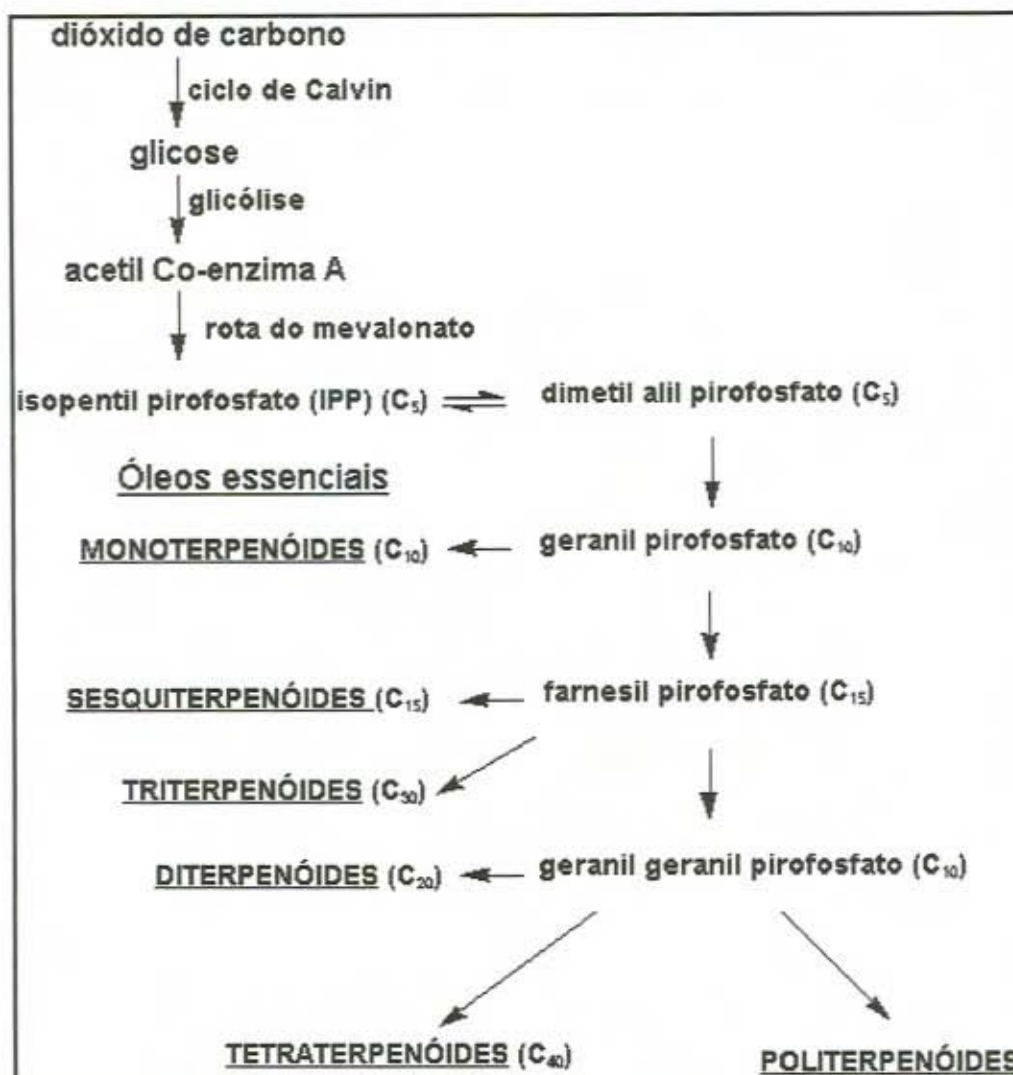 dióxido de carbono
ciclo de Calvin
glicose
glicólise
acetil Co-enzima A
rota do mevalonato
isopentil pirofosfato (IPP) (C₅)
dimetil alil pirofosfato (C₅)
Óleos essenciais
MONOTERPENÓIDES (C₁₀)
geranil pirofosfato (C₁₀)
SESQUITERPENÓIDES (C₁₅)
farnesil pirofosfato (C₁₅)
TRITERPENÓIDES (C₃₀)
DITERPENÓIDES (C₂₀)
geranil geranil pirofosfato (C₁₀)
TETRATERPENÓIDES (C₄₀)
POLITERPENÓIDES